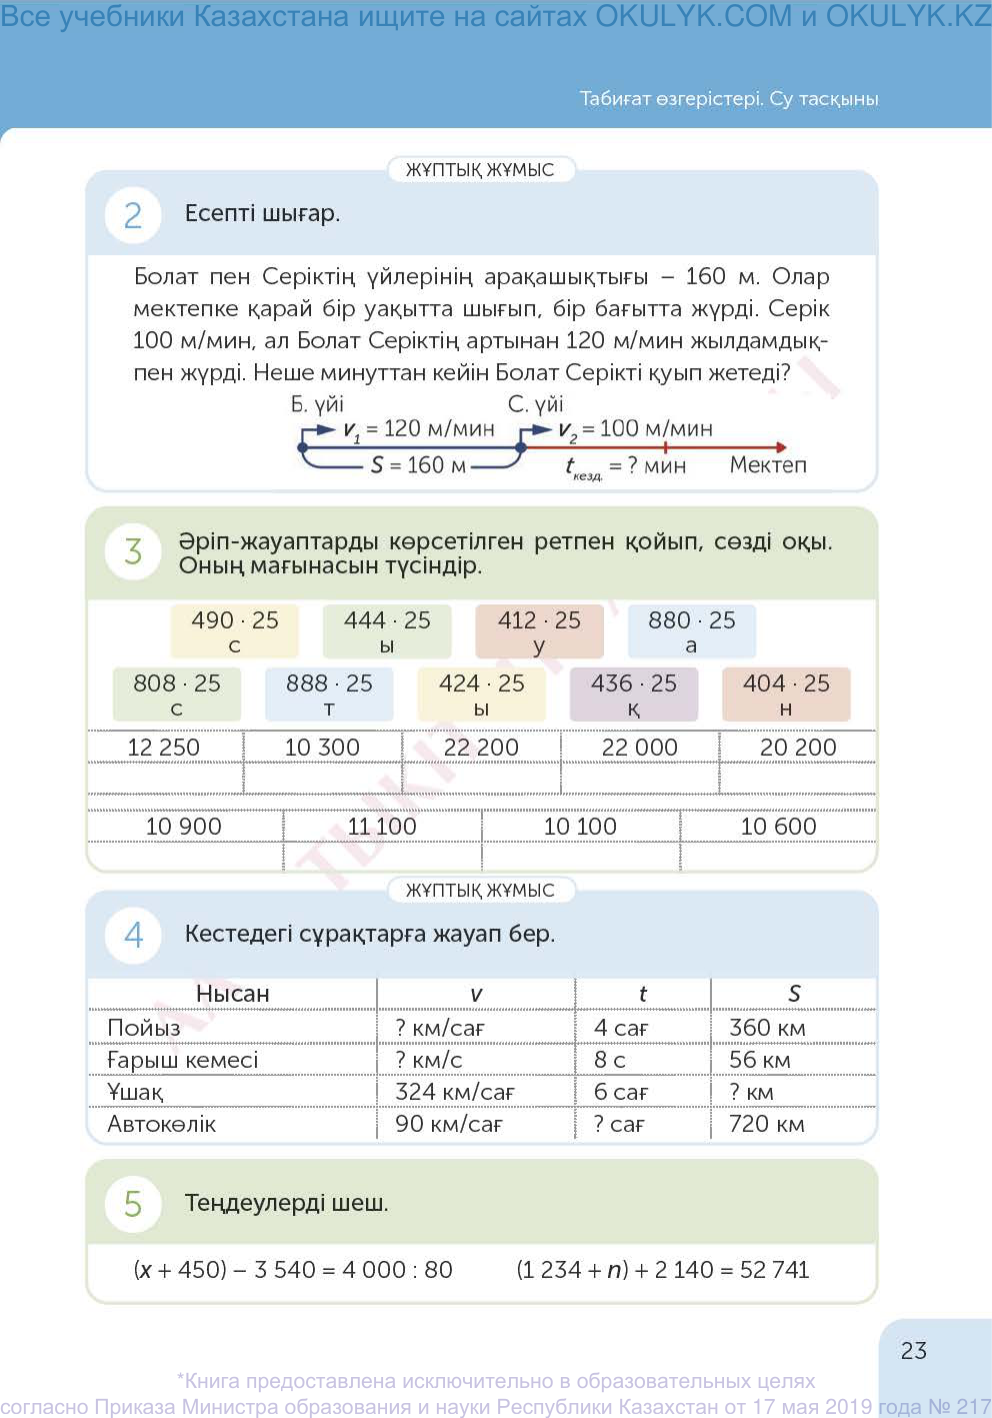 Все учебники Казахстана ищите на сайтах OKULYK.COM и OKULYK.KZ
Табиғат өзгерістері. Су тасқыны
ЖҰПТЫҚ ЖҰМЫС
2 Есепті шығар.
Болат пен Серіктің үйлерінің арақашықтығы – 160 м. Олар
мектепке қарай бір уақытта шығып, бір бағытта жүрді. Серік
100 м/мин, ал Болат Серіктің артынан 120 м/мин жылдамдық-
пен жүрді. Неше минуттан кейін Болат Серікті қуып жетеді?
Б. үйі С. үйі
v1 = 120 м/мин v2 = 100 м/мин
S = 160 м tкезд. = ? мин Мектеп
3 Әріп-жауаптарды көрсетілген ретпен қойып, сөзді оқы.
Оның мағынасын түсіндір.
490 · 25 444 · 25 412 · 25 880 · 25
с ы у а
808 · 25 888 · 25 424 · 25 436 · 25 404 · 25
с т ы қ н
12 250 10 300 22 200 22 000 20 200
10 900 11 100 10 100 10 600
ЖҰПТЫҚ ЖҰМЫС
4 Кестедегі сұрақтарға жауап бер.
Нысан v t S
Пойыз ? км/сағ 4 сағ 360 км
Ғарыш кемесі ? км/с 8 с 56 км
Ұшақ 324 км/сағ 6 сағ ? км
Автокөлік 90 км/сағ ? сағ 720 км
5 Теңдеулерді шеш.
(x + 450) – 3 540 = 4 000 : 80 (1 234 + n) + 2 140 = 52 741
23
*Книга предоставлена исключительно в образовательных целях
согласно Приказа Министра образования и науки Республики Казахстан от 17 мая 2019 года № 217